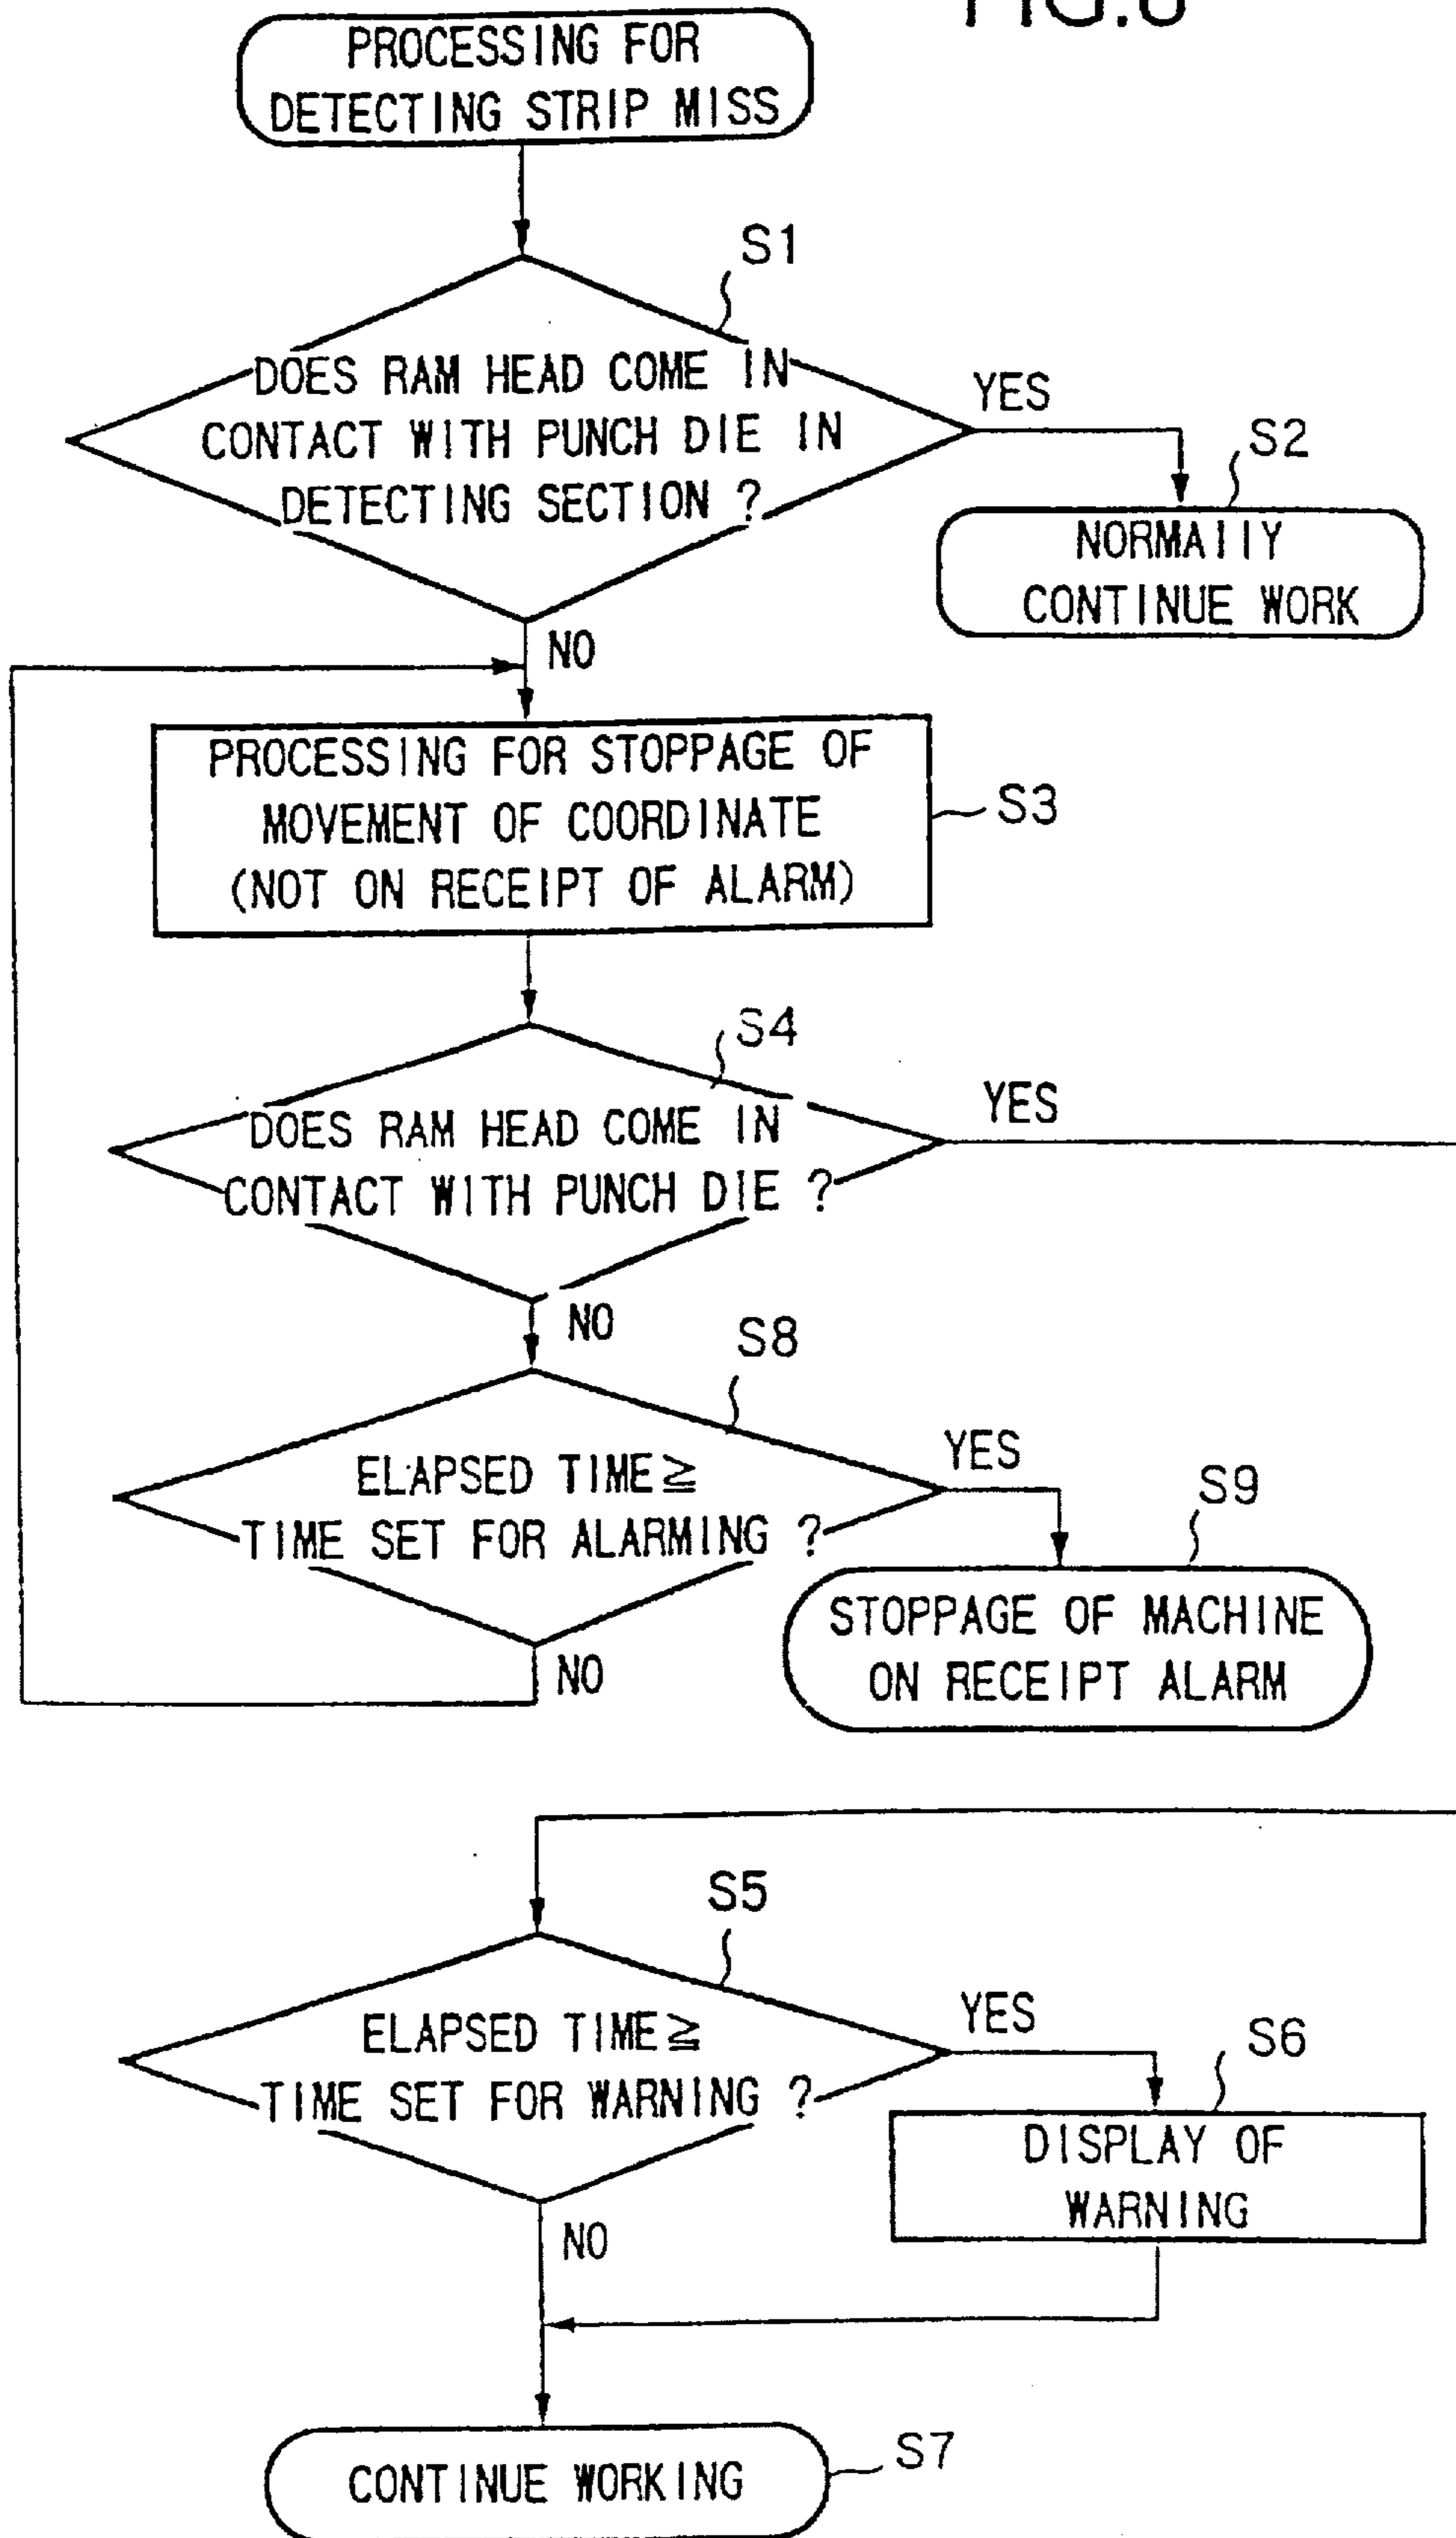 PROCESSING FOR
DETECTING STRIP MISS
S1
DOES RAM HEAD COME IN
CONTACT WITH PUNCH DIE IN
DETECTING SECTION ?
YES
S2
NORMAIIY
CONTINUE WORK
NO
PROCESSING FOR STOPPAGE OF
MOVEMENT OF COORDINATE
(NOT ON RECEIPT OF ALARM)
S3
S4
DOES RAM HEAD COME IN
CONTACT WITH PUNCH DIE ?
YES
NO
S8
ELAPSED TIME≧
TIME SET FOR ALARMING ?
YES
S9
STOPPAGE OF MACHINE
ON RECEIPT ALARM
NO
S5
ELAPSED TIME≧
TIME SET FOR WARNING ?
YES
S6
DISPLAY OF
WARNING
NO
CONTINUE WORKING
S7